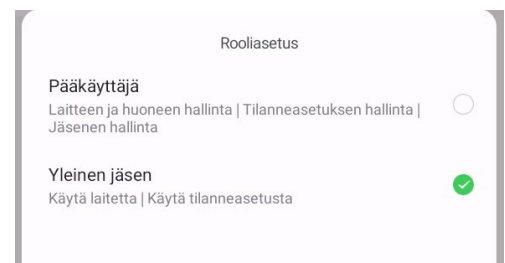 Rooliasetus
Pääkäyttäjä
Laitteen ja huoneen hallinta | Tilanneasetuksen hallinta |
Jäsenen hallinta
Yleinen jäsen
Käytä laitetta | Käytä tilanneasetusta